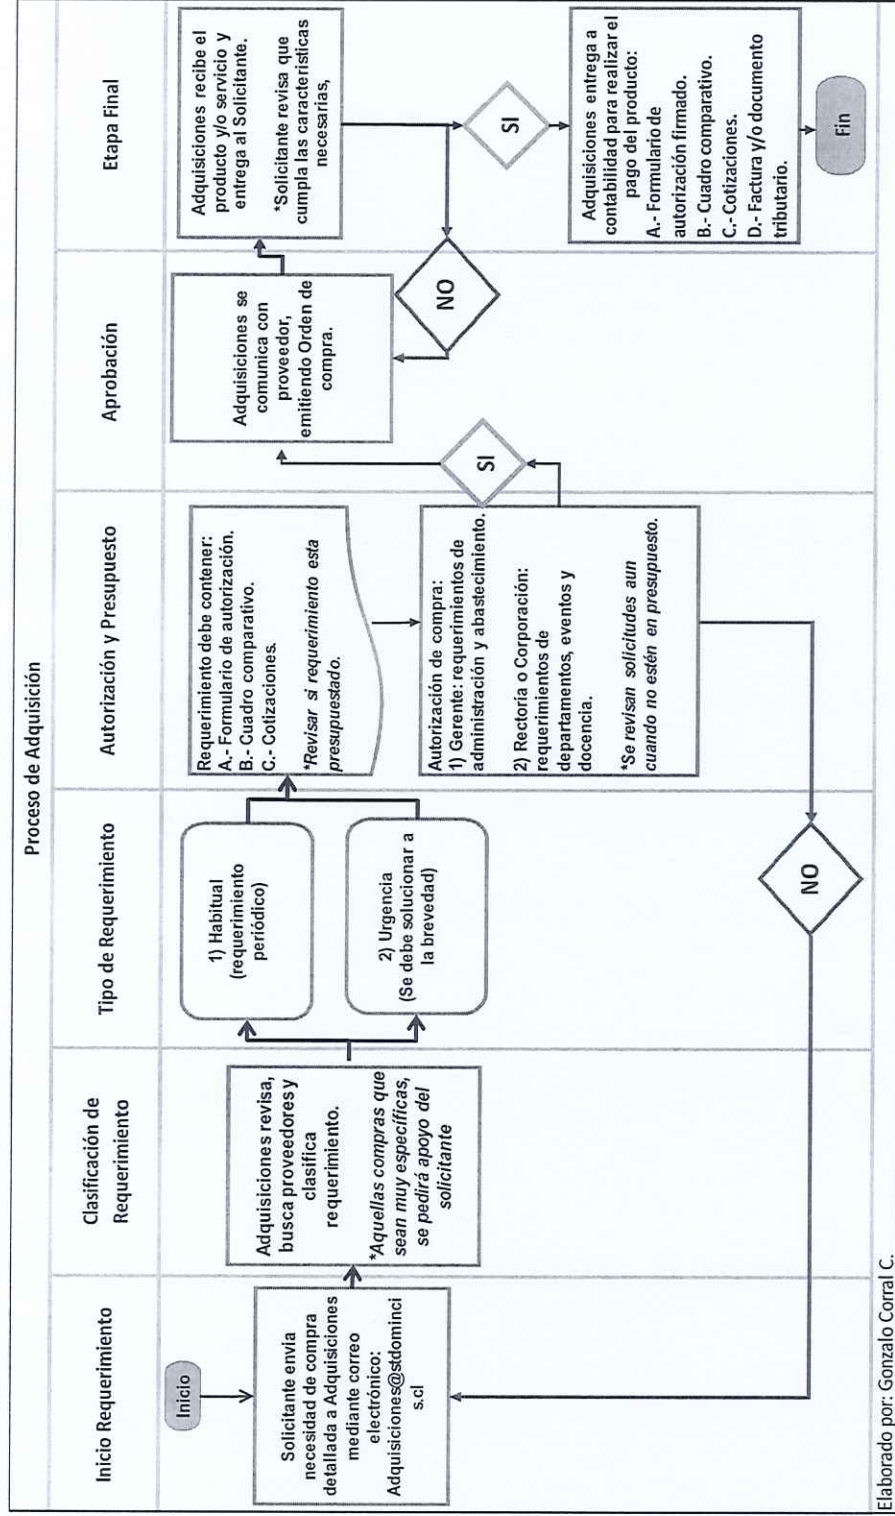 Proceso de Adquisición
Inicio Requerimiento
Clasificación de
Requerimiento
Tipo de Requerimiento
Autorización y Presupuesto
Aprobación
Etapa Final
Inicio
Solicitante envia
necesidad de compra
detallada a Adquisiciones
mediante correo
electrónico:
Adquisiciones@stdominci
s.cl
Adquisiciones revisa,
busca proveedores y
clasifica
requerimiento.
*Aquellas compras que
sean muy específicas,
se pedirá apoyo del
solicitante
1) Habitual
(requerimiento
periódico)
2) Urgencia
(Se debe solucionar a
la brevedad)
Requerimiento debe contener:
A.- Formulario de autorización.
B.- Cuadro comparativo.
C.- Cotizaciones.
*Revisar si requerimiento esta
presupuestado.
Autorización de compra:
1) Gerente: requerimientos de
administración y abastecimiento.
2) Rectoría o Corporación:
requerimientos de
departamentos, eventos y
docencia.
*Se revisan solicitudes aun
cuando no estén en presupuesto.
NO
SI
Adquisiciones se
comunica con
proveedor,
emitiendo Orden de
compra.
NO
Adquisiciones recibe el
producto y/o servicio y
entrega al Solicitante.
*Solicitante revisa que
cumpla las características
necesarias,
SI
Adquisiciones entrega a
contabilidad para realizar el
pago del producto:
A.- Formulario de
autorización firmado.
B.- Cuadro comparativo.
C.- Cotizaciones.
D.- Factura y/o documento
tributario.
Fin
Elaborado por: Gonzalo Corral C.